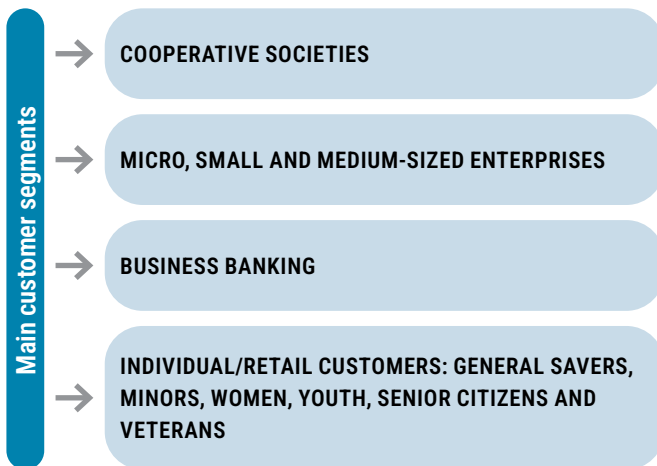 Main customer segments
COOPERATIVE SOCIETIES
MICRO, SMALL AND MEDIUM-SIZED ENTERPRISES
BUSINESS BANKING
INDIVIDUAL/RETAIL CUSTOMERS: GENERAL SAVERS,
MINORS, WOMEN, YOUTH, SENIOR CITIZENS AND
VETERANS